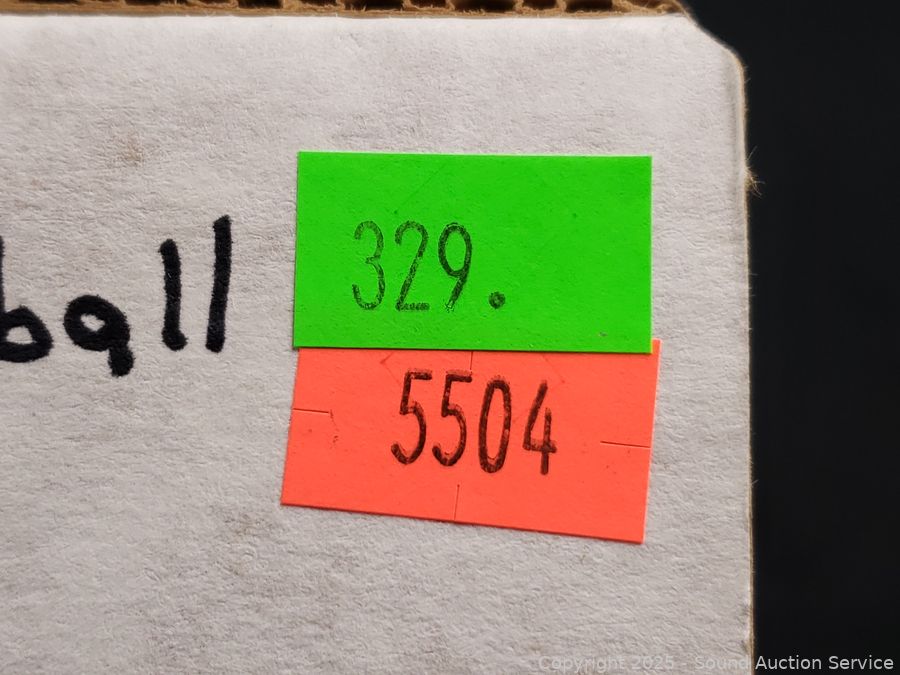 329.
ball
5504
Copyright 2025 - Sound Auction Service